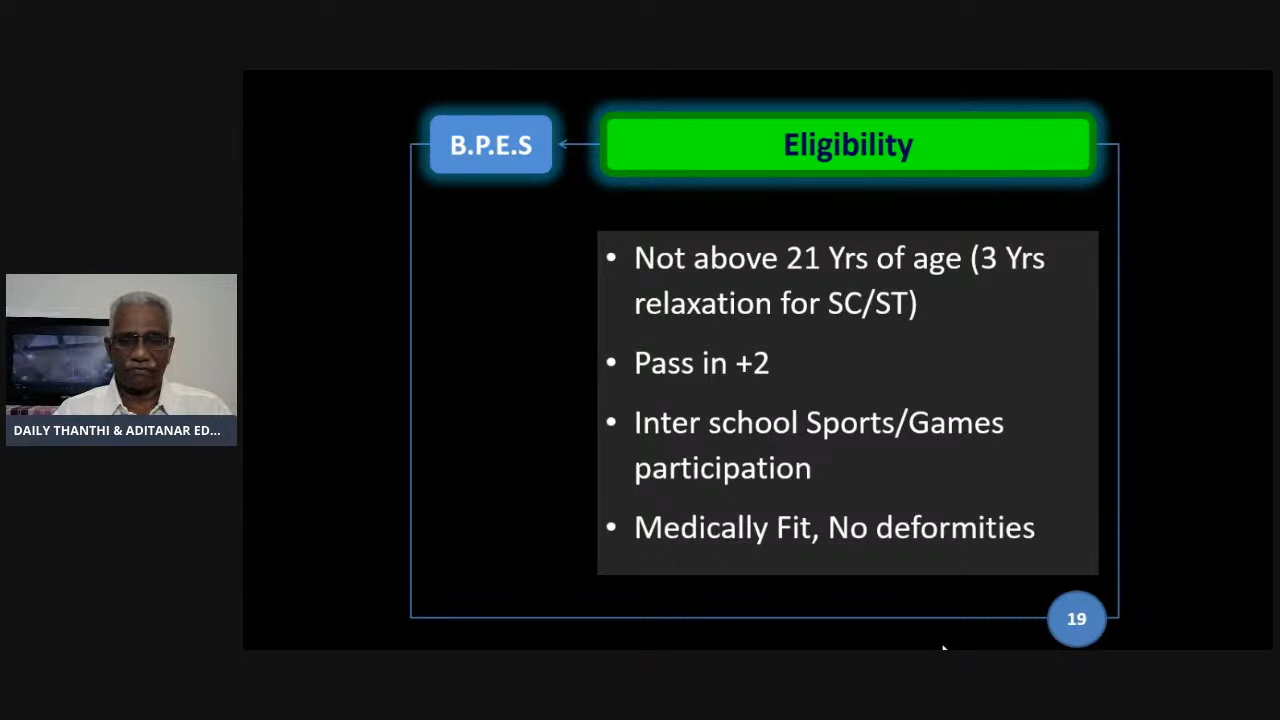 B.P.E.S
Eligibility
• Not above 21 Yrs of age (3 Yrs
relaxation for SC/ST)
• Pass in +2
• Inter school Sports/Games
participation
• Medically Fit, No deformities
DAILY THANTHI & ADITANAR ED...
19